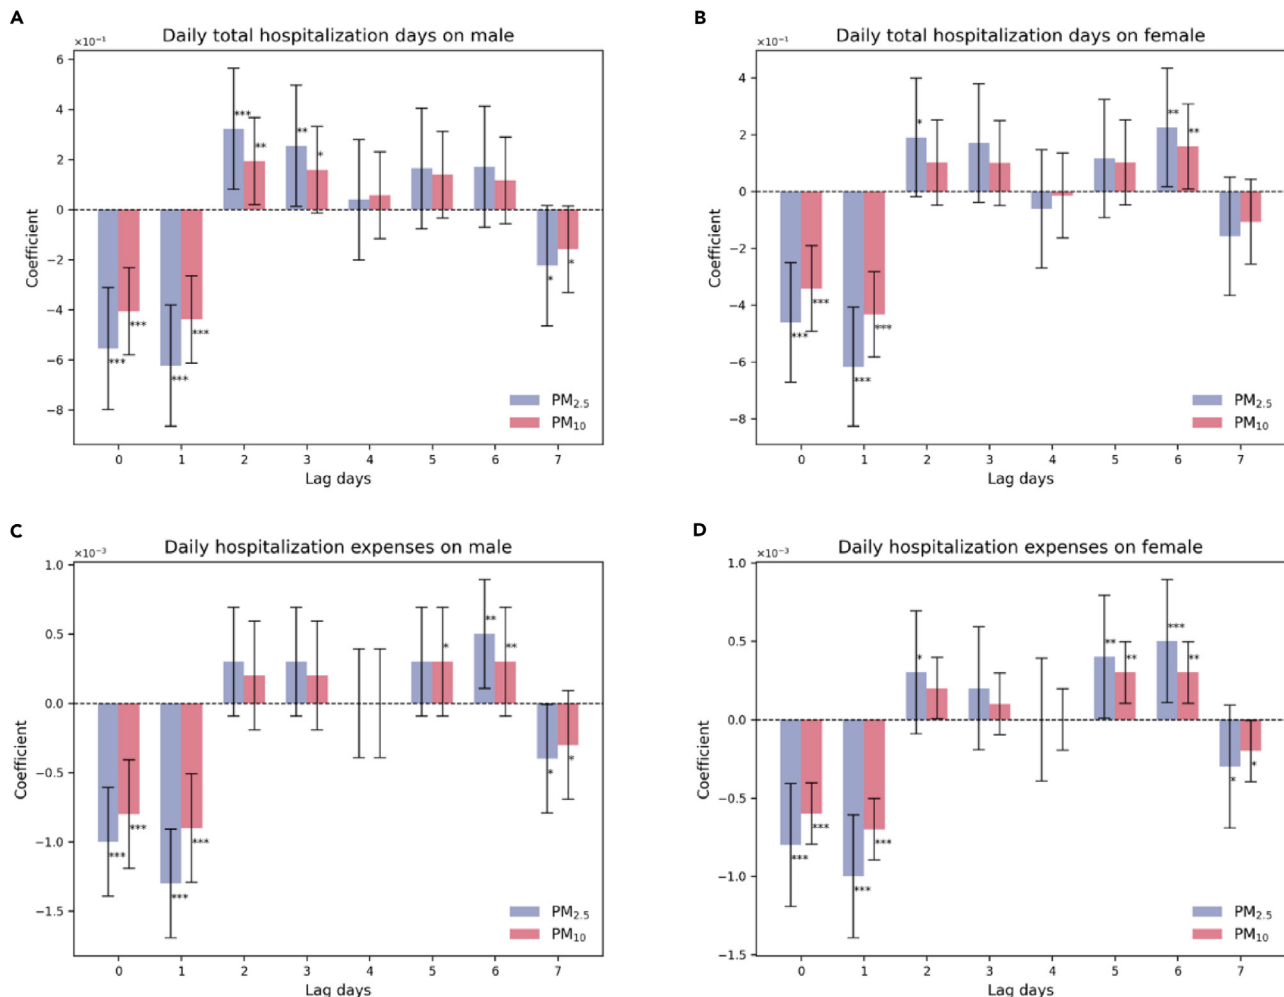 A
Daily total hospitalization days on male
×10⁻¹
6
4
2
0
−2
−4
−6
−8
Coefficient
***
***
***
***
***
**
**
*
*
*
PM₂.₅
PM₁₀
0 1 2 3 4 5 6 7
Lag days
B
Daily total hospitalization days on female
×10⁻¹
4
2
0
−2
−4
−6
−8
Coefficient
***
***
***
***
*
**
**
PM₂.₅
PM₁₀
0 1 2 3 4 5 6 7
Lag days
C
Daily hospitalization expenses on male
×10⁻³
1.0
0.5
0.0
−0.5
−1.0
−1.5
Coefficient
***
***
***
***
*
**
**
*
*
PM₂.₅
PM₁₀
0 1 2 3 4 5 6 7
Lag days
D
Daily hospitalization expenses on female
×10⁻³
1.0
0.5
0.0
−0.5
−1.0
−1.5
Coefficient
***
***
***
***
*
**
**
***
**
*
*
PM₂.₅
PM₁₀
0 1 2 3 4 5 6 7
Lag days